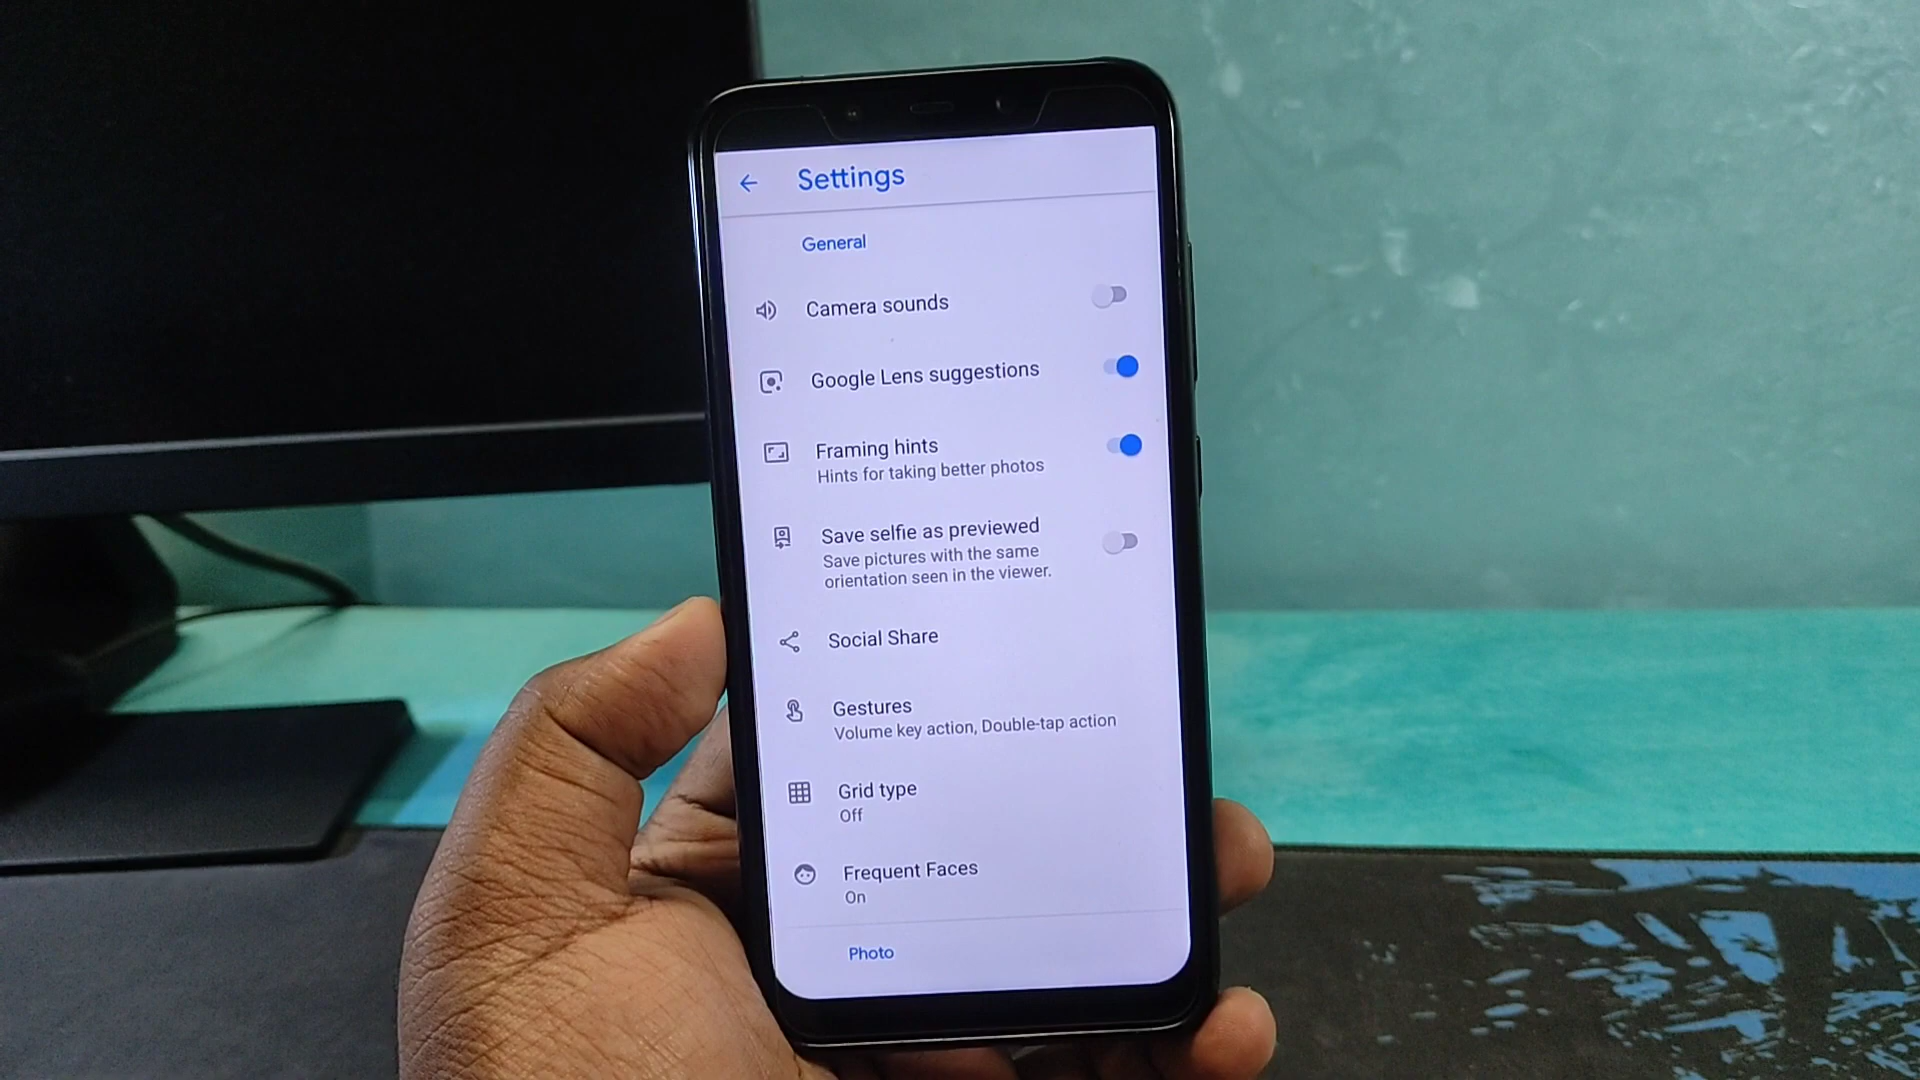 Settings
General
Camera sounds
Google Lens suggestions
Framing hints
Hints for taking better photos
Save selfie as previewed
Save pictures with the same
orientation seen in the viewer.
Social Share
Gestures
Volume key action, Double-tap action
Grid type
Off
Frequent Faces
On
Photo